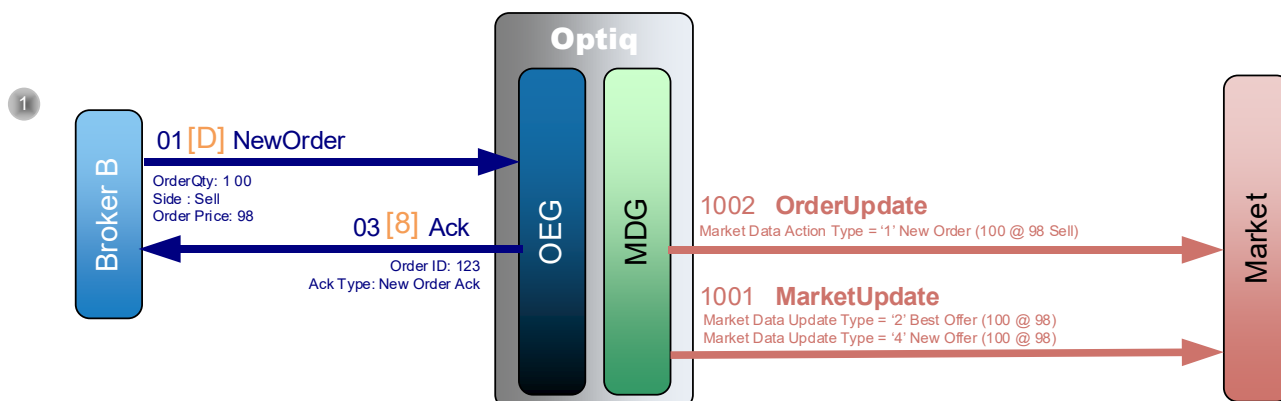 Optiq
1
Broker B
01 [D] NewOrder
OrderQty: 1 00
Side : Sell
Order Price: 98
03 [8] Ack
Order ID: 123
Ack Type: New Order Ack
OEG
MDG
1002 OrderUpdate
Market Data Action Type = ‘1’ New Order (100 @ 98 Sell)
1001 MarketUpdate
Market Data Update Type = ‘2’ Best Offer (100 @ 98)
Market Data Update Type = ‘4’ New Offer (100 @ 98)
Market